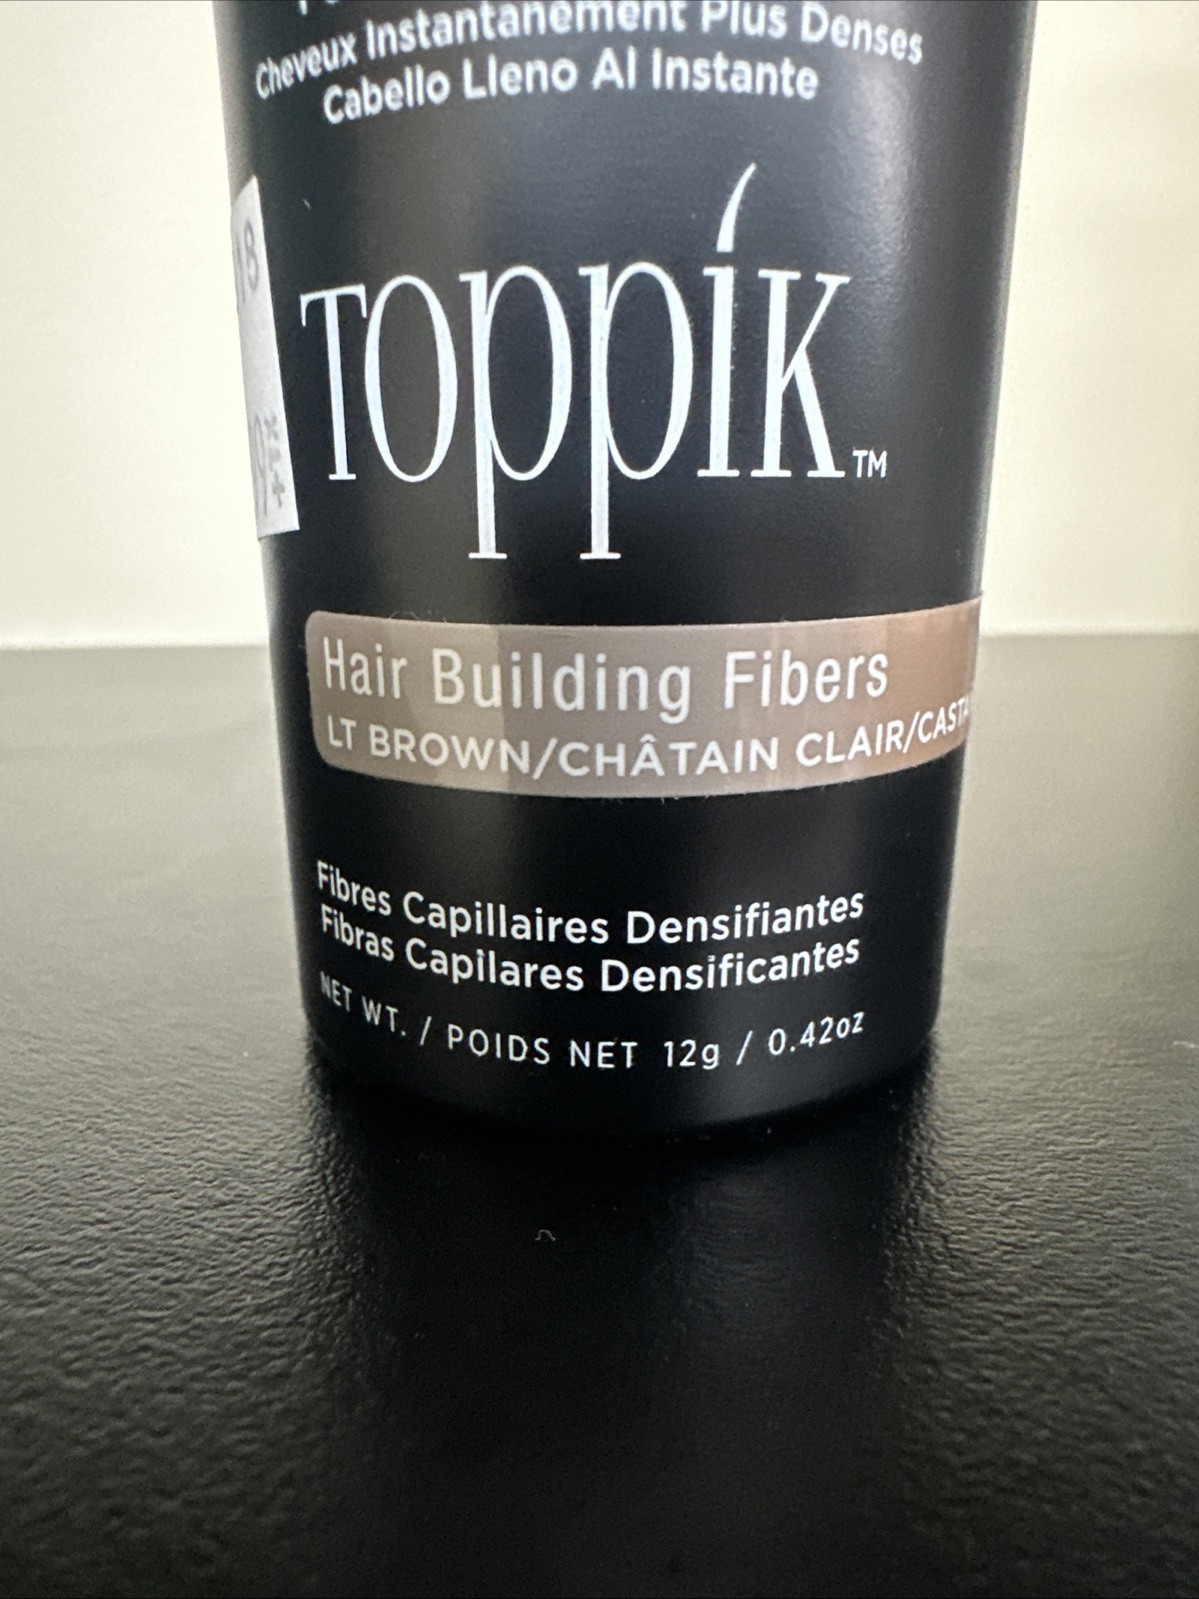 Cheveux Instantanément Plus Denses
Cabello Lleno Al Instante
Toppik™
Hair Building Fibers
LT BROWN/CHÂTAIN CLAIR/
Fibres Capillaires Densifiantes
Fibras Capilares Densificantes
NET WT. / POIDS NET 12g / 0.42oz